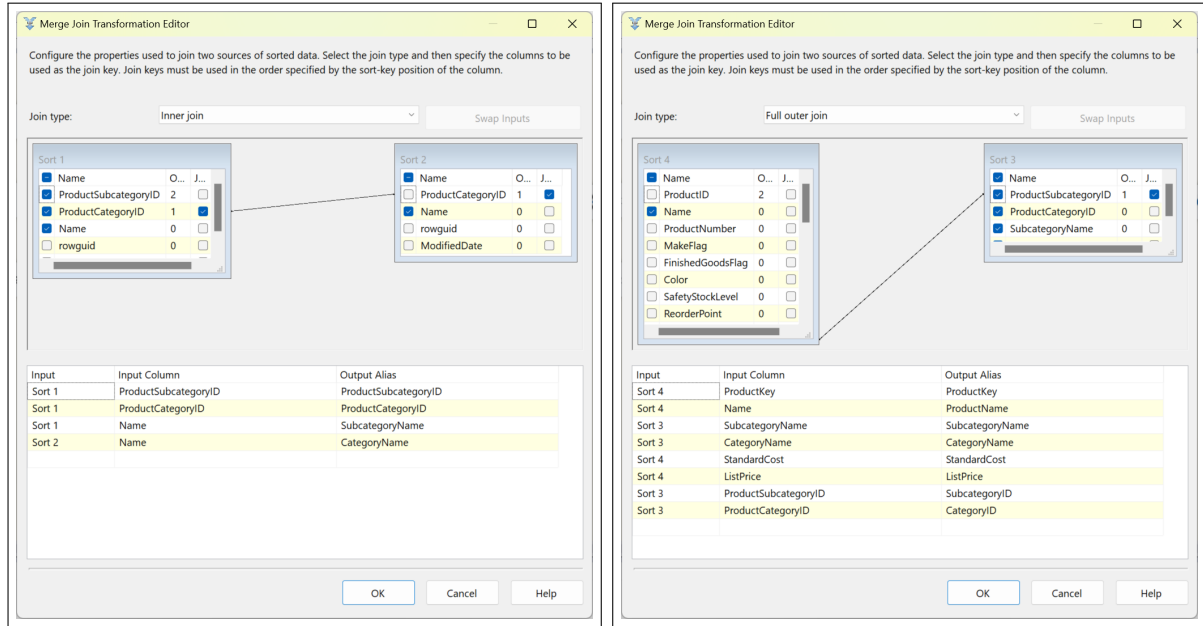 Merge Join Transformation Editor
Configure the properties used to join two sources of sorted data. Select the join type and then specify the columns to be
used as the join key. Join keys must be used in the order specified by the sort-key position of the column.
Join type: Inner join Swap Inputs
Sort 1
Name O... J...
ProductSubcategoryID 2
ProductCategoryID 1
Name 0
rowguid 0
Sort 2
Name O... J...
ProductCategoryID 1
Name 0
rowguid 0
ModifiedDate 0
Input Input Column Output Alias
Sort 1 ProductSubcategoryID ProductSubcategoryID
Sort 1 ProductCategoryID ProductCategoryID
Sort 1 Name SubcategoryName
Sort 2 Name CategoryName
OK Cancel Help
Merge Join Transformation Editor
Configure the properties used to join two sources of sorted data. Select the join type and then specify the columns to be
used as the join key. Join keys must be used in the order specified by the sort-key position of the column.
Join type: Full outer join Swap Inputs
Sort 4
Name O... J...
ProductID 2
Name 0
ProductNumber 0
MakeFlag 0
FinishedGoodsFlag 0
Color 0
SafetyStockLevel 0
ReorderPoint 0
Sort 3
Name O... J...
ProductSubcategoryID 1
ProductCategoryID 0
SubcategoryName 0
Input Input Column Output Alias
Sort 4 ProductKey ProductKey
Sort 4 Name ProductName
Sort 3 SubcategoryName SubcategoryName
Sort 3 CategoryName CategoryName
Sort 4 StandardCost StandardCost
Sort 4 ListPrice ListPrice
Sort 3 ProductSubcategoryID SubcategoryID
Sort 3 ProductCategoryID CategoryID
OK Cancel Help